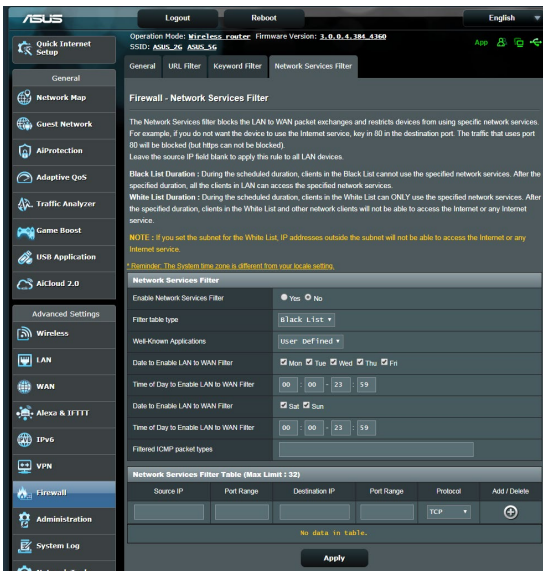 ASUS
Logout
Reboot
English
Quick Internet Setup
Operation Mode: Wireless router Firmware Version: 3.0.0.4.384_4360
SSID: ASUS_2G ASUS_5G
App
General
URL Filter
Keyword Filter
Network Services Filter
General
Network Map
Guest Network
AiProtection
Adaptive QoS
Traffic Analyzer
Game Boost
USB Application
AiCloud 2.0
Advanced Settings
Wireless
LAN
WAN
Alexa & IFTTT
IPv6
VPN
Firewall
Administration
System Log
Firewall - Network Services Filter
The Network Services filter blocks the LAN to WAN packet exchanges and restricts devices from using specific network services.
For example, if you do not want the device to use the Internet service, key in 80 in the destination port. The traffic that uses port
80 will be blocked (but https can not be blocked).
Leave the source IP field blank to apply this rule to all LAN devices.
Black List Duration : During the scheduled duration, clients in the Black List cannot use the specified network services. After the
specified duration, all the clients in LAN can access the specified network services.
White List Duration : During the scheduled duration, clients in the White List can ONLY use the specified network services. After
the specified duration, clients in the White List and other network clients will not be able to access the Internet or any Internet
service.
NOTE : If you set the subnet for the White List, IP addresses outside the subnet will not be able to access the Internet or any
Internet service.
* Reminder: The System time zone is different from your locale setting.
Network Services Filter
Enable Network Services Filter
Yes No
Filter table type
Black List
Well-Known Applications
User Defined
Date to Enable LAN to WAN Filter
Mon Tue Wed Thu Fri
Time of Day to Enable LAN to WAN Filter
00 : 00 - 23 : 59
Date to Enable LAN to WAN Filter
Sat Sun
Time of Day to Enable LAN to WAN Filter
00 : 00 - 23 : 59
Filtered ICMP packet types
Network Services Filter Table (Max Limit : 32)
Source IP Port Range Destination IP Port Range Protocol Add / Delete
TCP
No data in table.
Apply